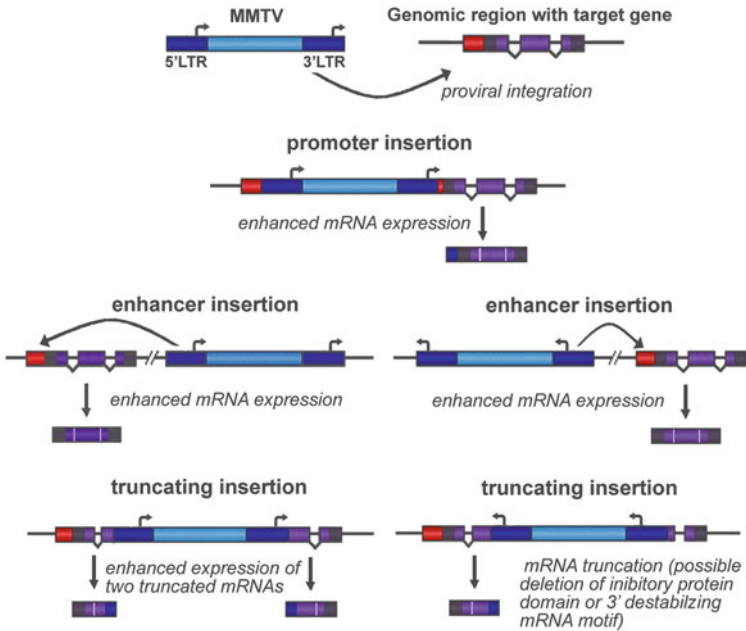 MMTV
Genomic region with target gene
5'LTR
3'LTR
proviral integration
promoter insertion
enhanced mRNA expression
enhancer insertion
enhancer insertion
enhanced mRNA expression
enhanced mRNA expression
truncating insertion
truncating insertion
enhanced expression of
two truncated mRNAs
mRNA truncation (possible
deletion of inibitory protein
domain or 3' destabilzing
mRNA motif)